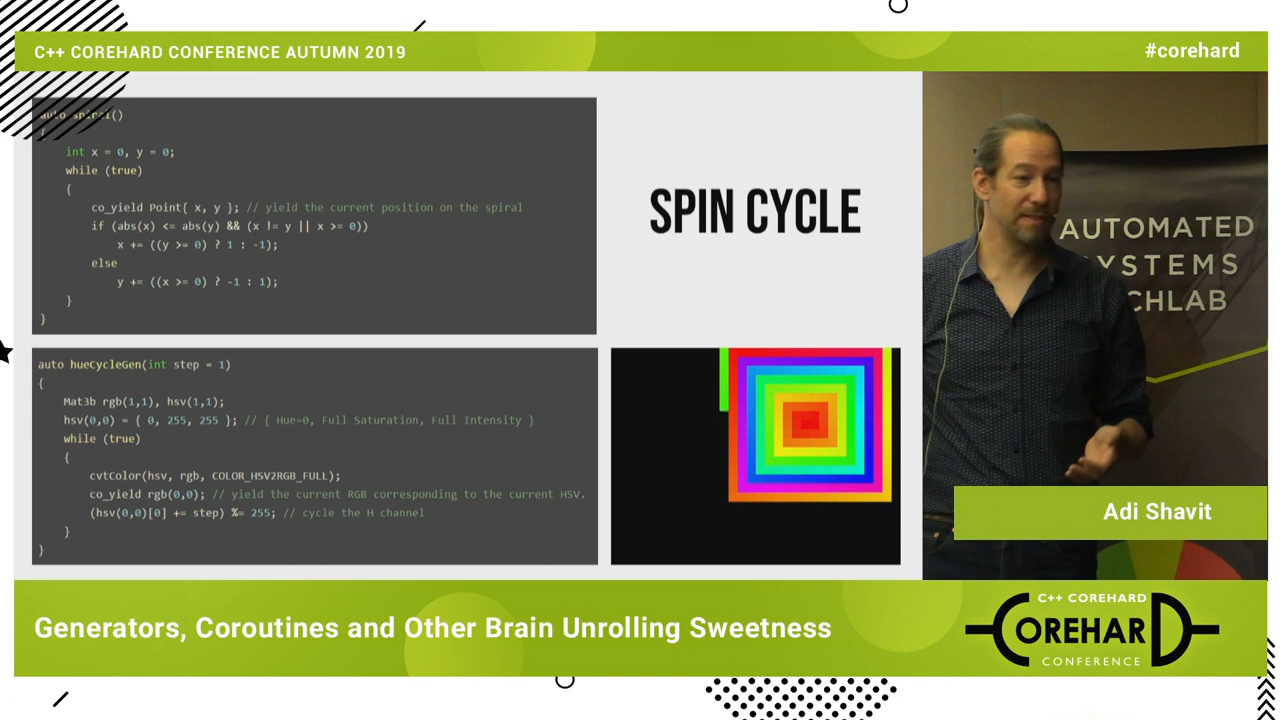 C++ COREHARD CONFERENCE AUTUMN 2019
#corehard
auto spiral()
{
int x = 0, y = 0;
while (true)
{
co_yield Point{ x, y }; // yield the current position on the spiral
if (abs(x) <= abs(y) && (x != y || x >= 0))
x += ((y >= 0) ? 1 : -1);
else
y += ((x >= 0) ? -1 : 1);
}
}
SPIN CYCLE
auto hueCycleGen(int step = 1)
{
Mat3b rgb(1,1), hsv(1,1);
hsv(0,0) = { 0, 255, 255 }; // { Hue=0, Full Saturation, Full Intensity }
while (true)
{
cvtColor(hsv, rgb, COLOR_HSV2RGB_FULL);
co_yield rgb(0,0); // yield the current RGB corresponding to the current HSV.
(hsv(0,0)[0] += step) %= 255; // cycle the H channel
}
}
AUTOMATED
YSTEMS
CHLAB
Adi Shavit
Generators, Coroutines and Other Brain Unrolling Sweetness
C++ COREHARD
COREHARD
CONFERENCE